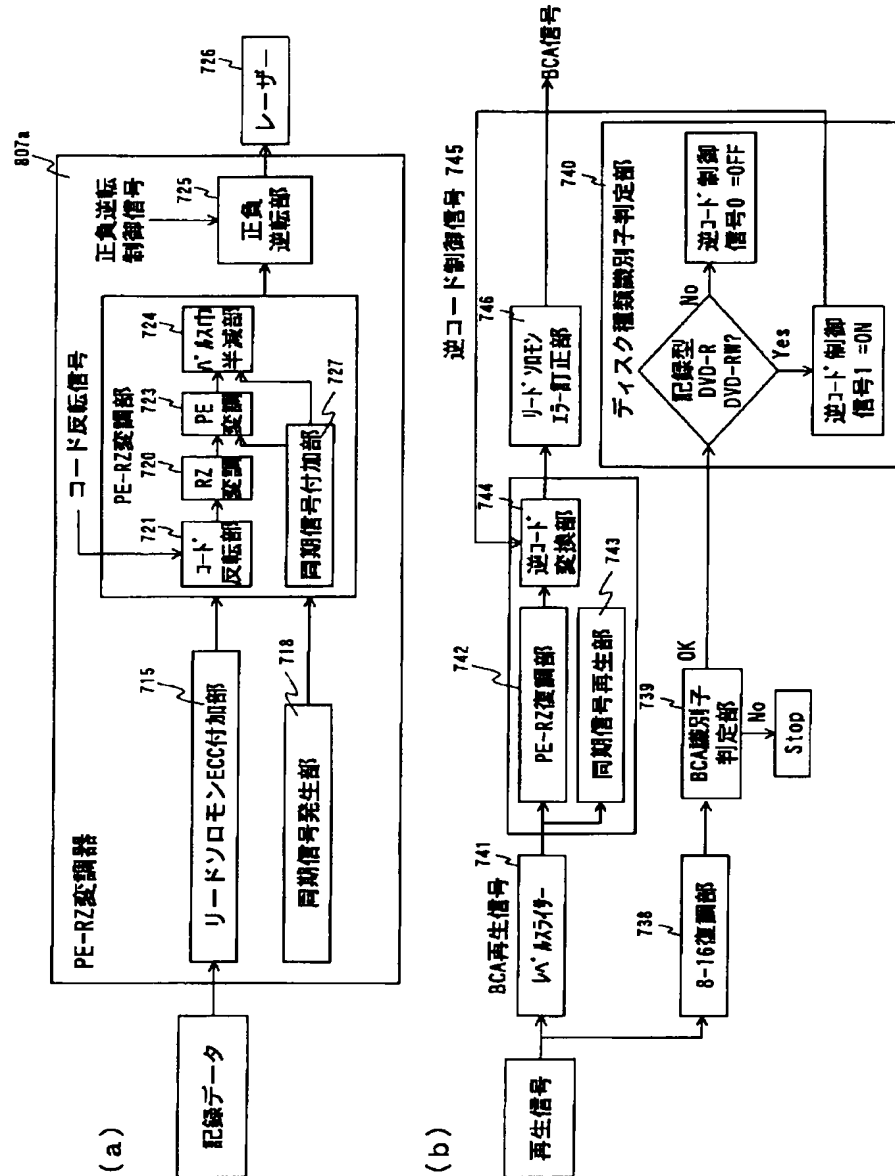 (a)
807a
PE-RZ変調器
記録データ
リードソロモンECC付加部
715
同期信号発生部
718
コード反転信号
PE-RZ変調部
721
コード
反転部
720
RZ
変調
723
PE
変調
724
パルス巾
半減部
727
同期信号付加部
正負逆転
制御信号
725
正負
逆転部
726
レーザー
(b)
再生信号
BCA再生信号
741
レベルスライサー
742
PE-RZ復調部
743
同期信号再生部
744
逆コード
変換部
逆コード制御信号 745
746
リードソロモン
エラー訂正部
BCA信号
738
8-16復調部
739
BCA識別子
判定部
OK
No
Stop
740
ディスク種類識別子判定部
記録型
DVD-R
DVD-RW?
No
逆コード制御
信号0 =OFF
Yes
逆コード制御
信号1 =ON